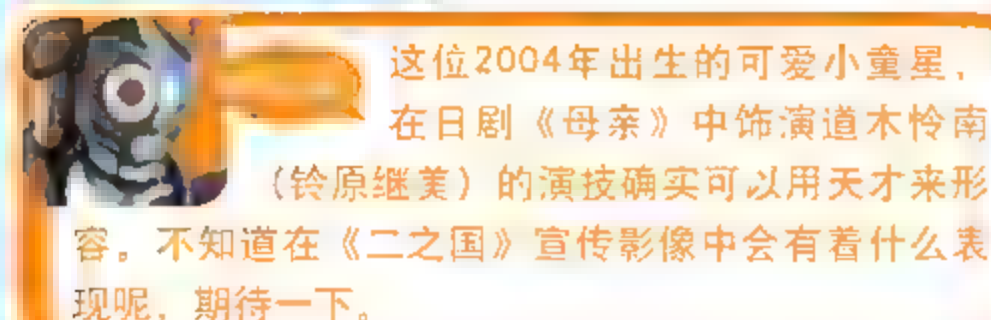 这位2004年出生的可爱小童星，
在日剧《母亲》中饰演道木怜南
（铃原继美）的演技确实可以用天才来形
容。不知道在《二之国》宣传影像中会有着什么表
现呢，期待一下。